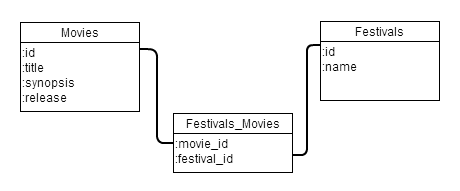 Movies
:id
:title
:synopsis
:release
Festivals
:id
:name
Festivals_Movies
:movie_id
:festival_id